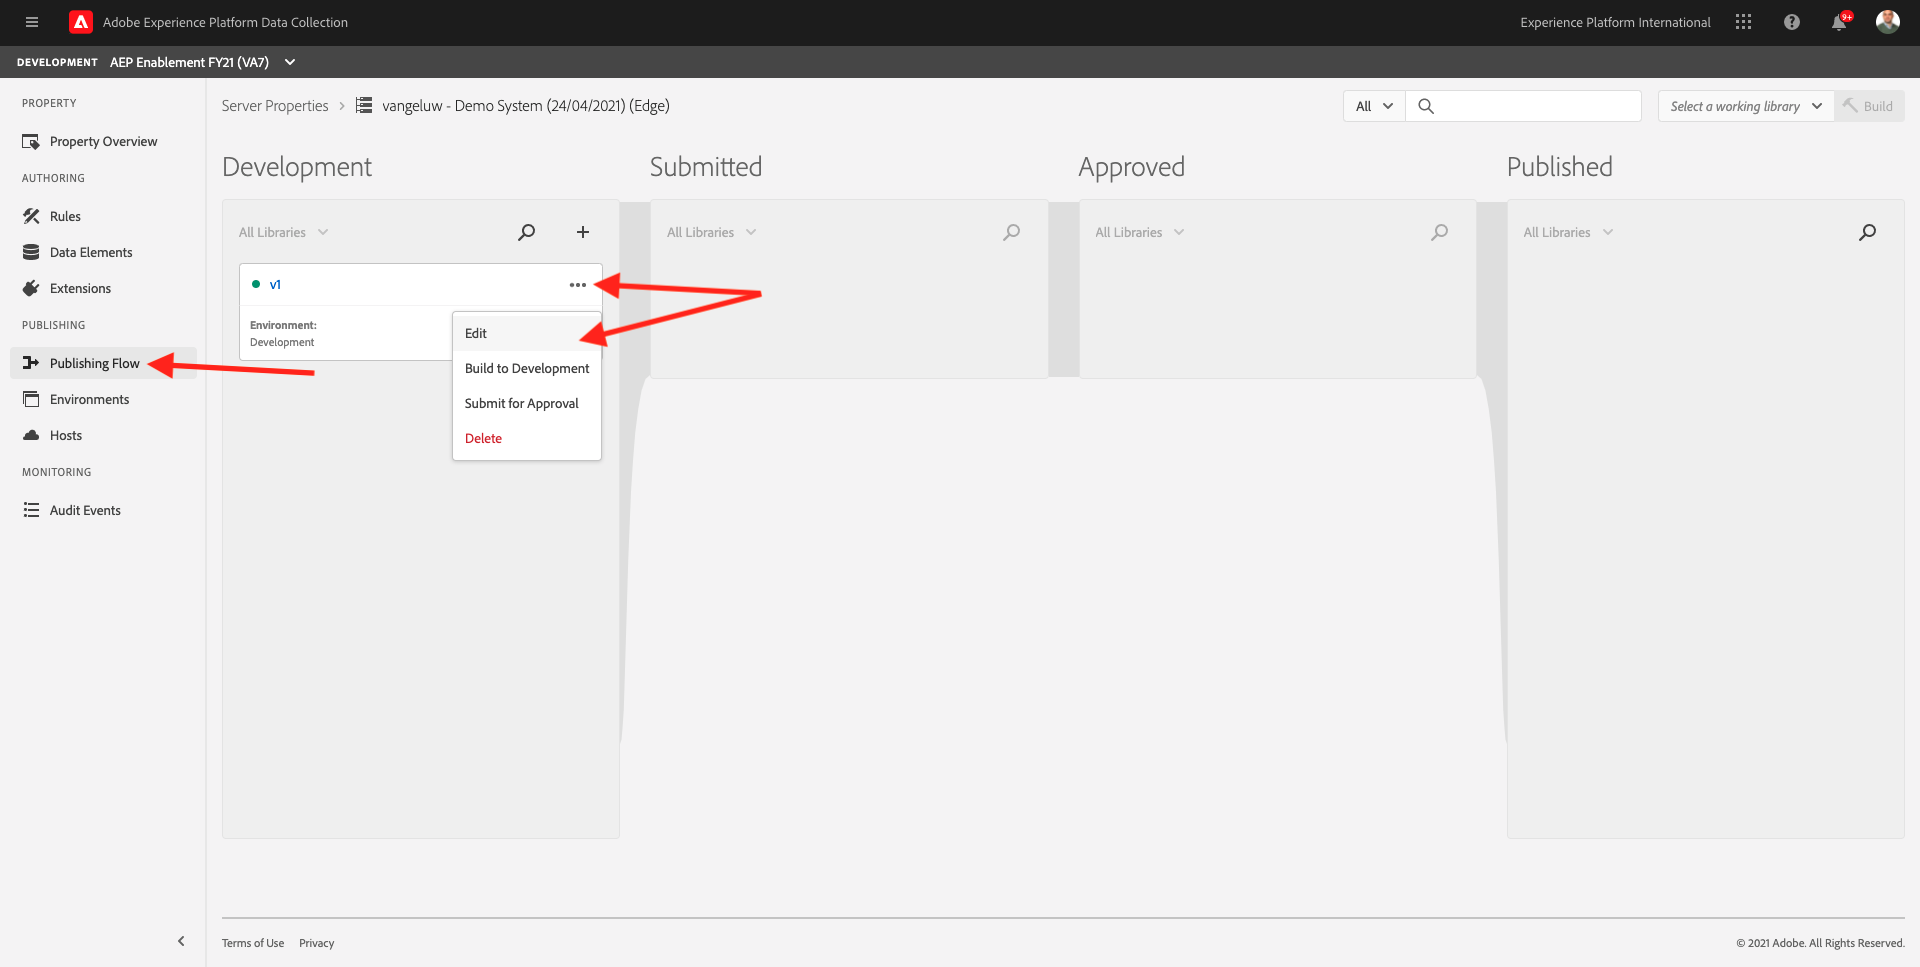 Adobe Experience Platform Data Collection
Experience Platform International
9+
DEVELOPMENT AEP Enablement FY21 (VA7)
PROPERTY
Property Overview
AUTHORING
Rules
Data Elements
Extensions
PUBLISHING
Publishing Flow
Environments
Hosts
MONITORING
Audit Events
Server Properties > vangeluw - Demo System (24/04/2021) (Edge)
All
Select a working library
Build
Development
All Libraries
v1
Environment:
Development
Edit
Build to Development
Submit for Approval
Delete
Submitted
All Libraries
Approved
All Libraries
Published
All Libraries
Terms of Use Privacy
© 2021 Adobe. All Rights Reserved.